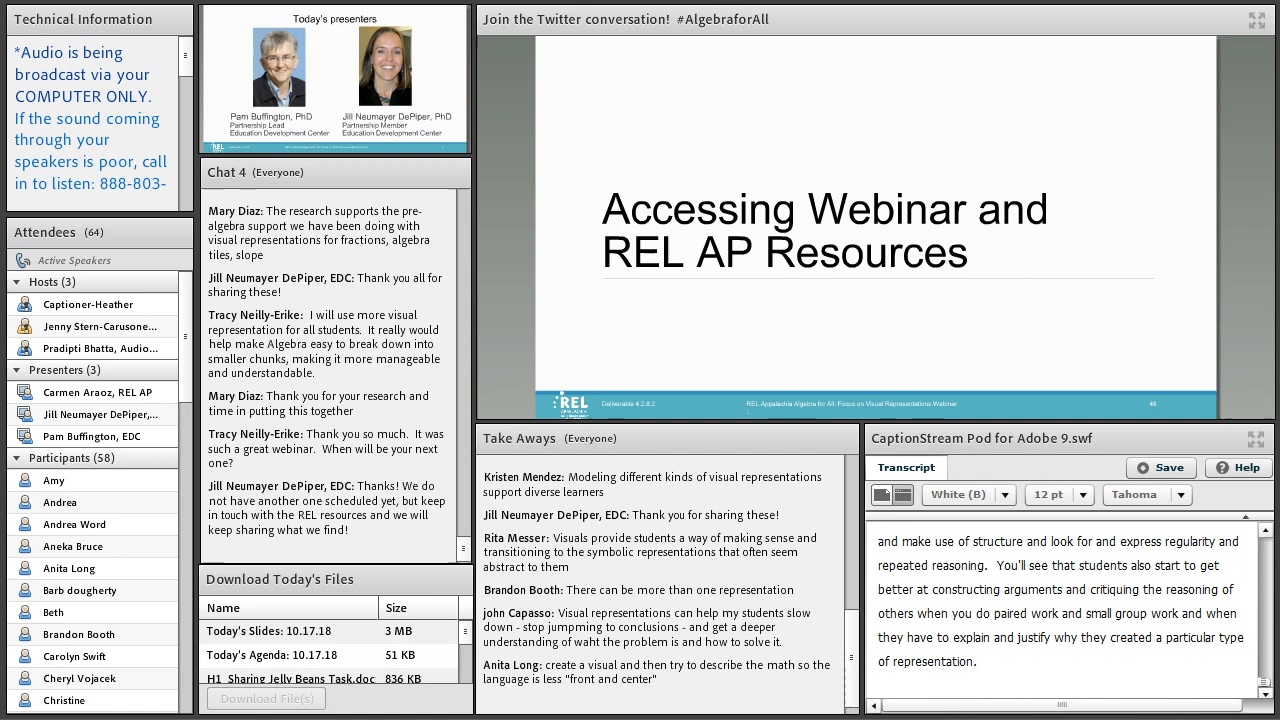 Technical Information
*Audio is being
broadcast via your
COMPUTER ONLY.
If the sound coming
through your
speakers is poor, call
in to listen: 888-803-
Attendees (64)
Active Speakers
Hosts (3)
Captioner-Heather
Jenny Stern-Carusone...
Pradipti Bhatta, Audio...
Presenters (3)
Carmen Araoz, REL AP
Jill Neumayer DePiper,...
Pam Buffington, EDC
Participants (58)
Amy
Andrea
Andrea Word
Aneka Bruce
Anita Long
Barb dougherty
Beth
Brandon Booth
Carolyn Swift
Cheryl Vojacek
Christine
Today's presenters
Pam Buffington, PhD
Partnership Lead
Education Development Center
Jill Neumayer DePiper, PhD
Partnership Member
Education Development Center
REL
Chat 4 (Everyone)
Mary Diaz: The research supports the pre-
algebra support we have been doing with
visual representations for fractions, algebra
tiles, slope
Jill Neumayer DePiper, EDC: Thank you all for
sharing these!
Tracy Neilly-Erike: I will use more visual
representation for all students. It really would
help make Algebra easy to break down into
smaller chunks, making it more manageable
and understandable.
Mary Diaz: Thank you for your research and
time in putting this together
Tracy Neilly-Erike: Thank you so much. It was
such a great webinar. When will be your next
one?
Jill Neumayer DePiper, EDC: Thanks! We do
not have another one scheduled yet, but keep
in touch with the REL resources and we will
keep sharing what we find!
Download Today's Files
Name Size
Today's Slides: 10.17.18 3 MB
Today's Agenda: 10.17.18 51 KB
H1_Sharing Jelly Beans Task.doc 836 KB
Download File(s)
Join the Twitter conversation! #AlgebraforAll
Accessing Webinar and
REL AP Resources
REL
APPALACHIA
Deliverable 4.2.8.2
REL Appalachia Algebra for All: Focus on Visual Representations Webinar
48
Take Aways (Everyone)
Kristen Mendez: Modeling different kinds of visual representations
support diverse learners
Jill Neumayer DePiper, EDC: Thank you for sharing these!
Rita Messer: Visuals provide students a way of making sense and
transitioning to the symbolic representations that often seem
abstract to them
Brandon Booth: There can be more than one representation
john Capasso: Visual representations can help my students slow
down - stop jumpming to conclusions - and get a deeper
understanding of waht the problem is and how to solve it.
Anita Long: create a visual and then try to describe the math so the
language is less "front and center"
CaptionStream Pod for Adobe 9.swf
Transcript
Save
Help
White (B)
12 pt
Tahoma
and make use of structure and look for and express regularity and
repeated reasoning. You'll see that students also start to get
better at constructing arguments and critiquing the reasoning of
others when you do paired work and small group work and when
they have to explain and justify why they created a particular type
of representation.